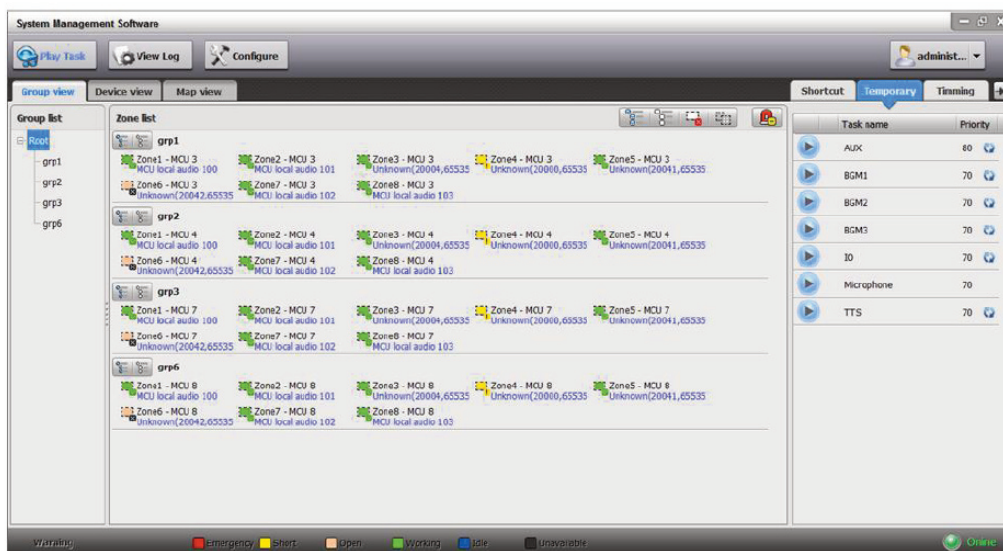 System Management Software
Play Task View Log Configure administ...
Group view Device view Map view Shortcut Temporary Timming
Group list Zone list Task name Priority
Root
grp1
grp2
grp3
grp6
grp1
Zone1 - MCU 3 Zone2 - MCU 3 Zone3 - MCU 3 Zone4 - MCU 3 Zone5 - MCU 3
MCU local audio 100 MCU local audio 101 Unknown(20004,65535 Unknown(20000,65535 Unknown(20041,65535
Zone6 - MCU 3 Zone7 - MCU 3 Zone8 - MCU 3
Unknown(20042,65535 MCU local audio 102 MCU local audio 103
grp2
Zone1 - MCU 4 Zone2 - MCU 4 Zone3 - MCU 4 Zone4 - MCU 4 Zone5 - MCU 4
MCU local audio 100 MCU local audio 101 Unknown(20004,65535 Unknown(20000,65535 Unknown(20041,65535
Zone6 - MCU 4 Zone7 - MCU 4 Zone8 - MCU 4
Unknown(20042,65535 MCU local audio 102 MCU local audio 103
grp3
Zone1 - MCU 7 Zone2 - MCU 7 Zone3 - MCU 7 Zone4 - MCU 7 Zone5 - MCU 7
MCU local audio 100 MCU local audio 101 Unknown(20004,65535 Unknown(20000,65535 Unknown(20041,65535
Zone6 - MCU 7 Zone7 - MCU 7 Zone8 - MCU 7
Unknown(20042,65535 MCU local audio 102 MCU local audio 103
grp6
Zone1 - MCU 8 Zone2 - MCU 8 Zone3 - MCU 8 Zone4 - MCU 8 Zone5 - MCU 8
MCU local audio 100 MCU local audio 101 Unknown(20004,65535 Unknown(20000,65535 Unknown(20041,65535
Zone6 - MCU 8 Zone7 - MCU 8 Zone8 - MCU 8
Unknown(20042,65535 MCU local audio 102 MCU local audio 103
AUX 80
BGM1 70
BGM2 70
BGM3 70
IO 70
Microphone 70
TTS 70
Warning Emergency Short Open Working Idle Unavailable Online